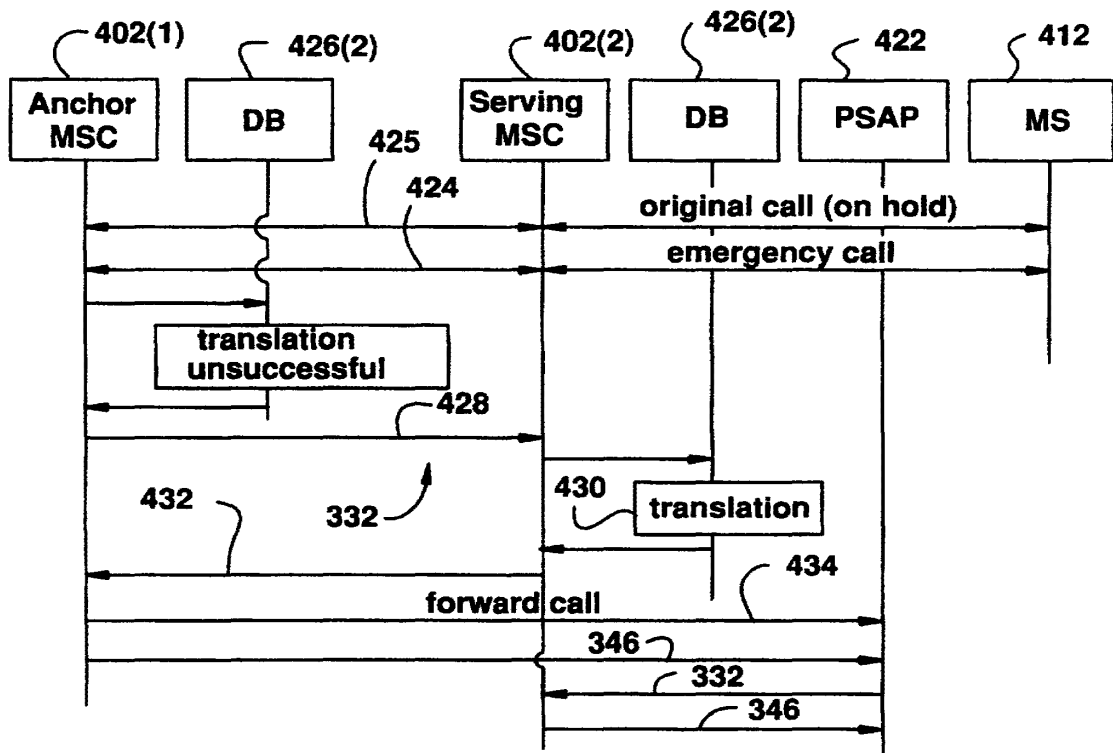 402(1)
426(2)
402(2)
426(2)
422
412
Anchor
MSC
DB
Serving
MSC
DB
PSAP
MS
425
424
original call (on hold)
emergency call
translation
unsuccessful
428
332
430
translation
432
434
forward call
346
332
346